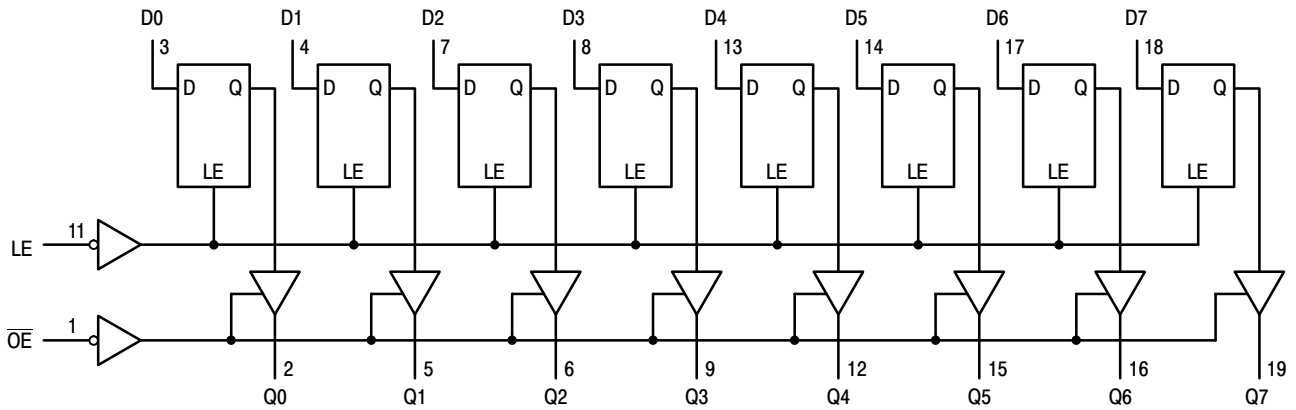 D0 D1 D2 D3 D4 D5 D6 D7
3 4 7 8 13 14 17 18
D Q D Q D Q D Q D Q D Q D Q D Q
LE LE LE LE LE LE LE LE
LE 11
O̅E̅ 1
2 5 6 9 12 15 16 19
Q0 Q1 Q2 Q3 Q4 Q5 Q6 Q7